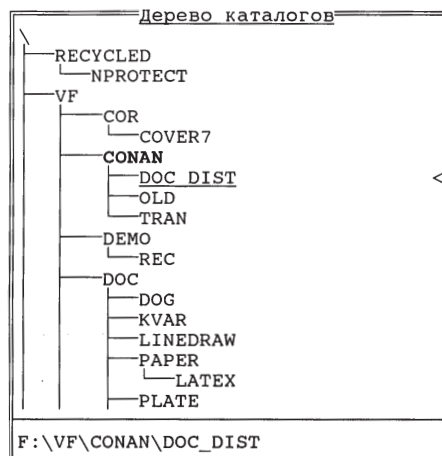 Дерево каталогов
\
RECYCLED
NPROTECT
VF
COR
COVER7
CONAN
DOC_DIST
<
OLD
TRAN
DEMO
REC
DOC
DOG
KVAR
LINEDRAW
PAPER
LATEX
PLATE
F:\VF\CONAN\DOC_DIST